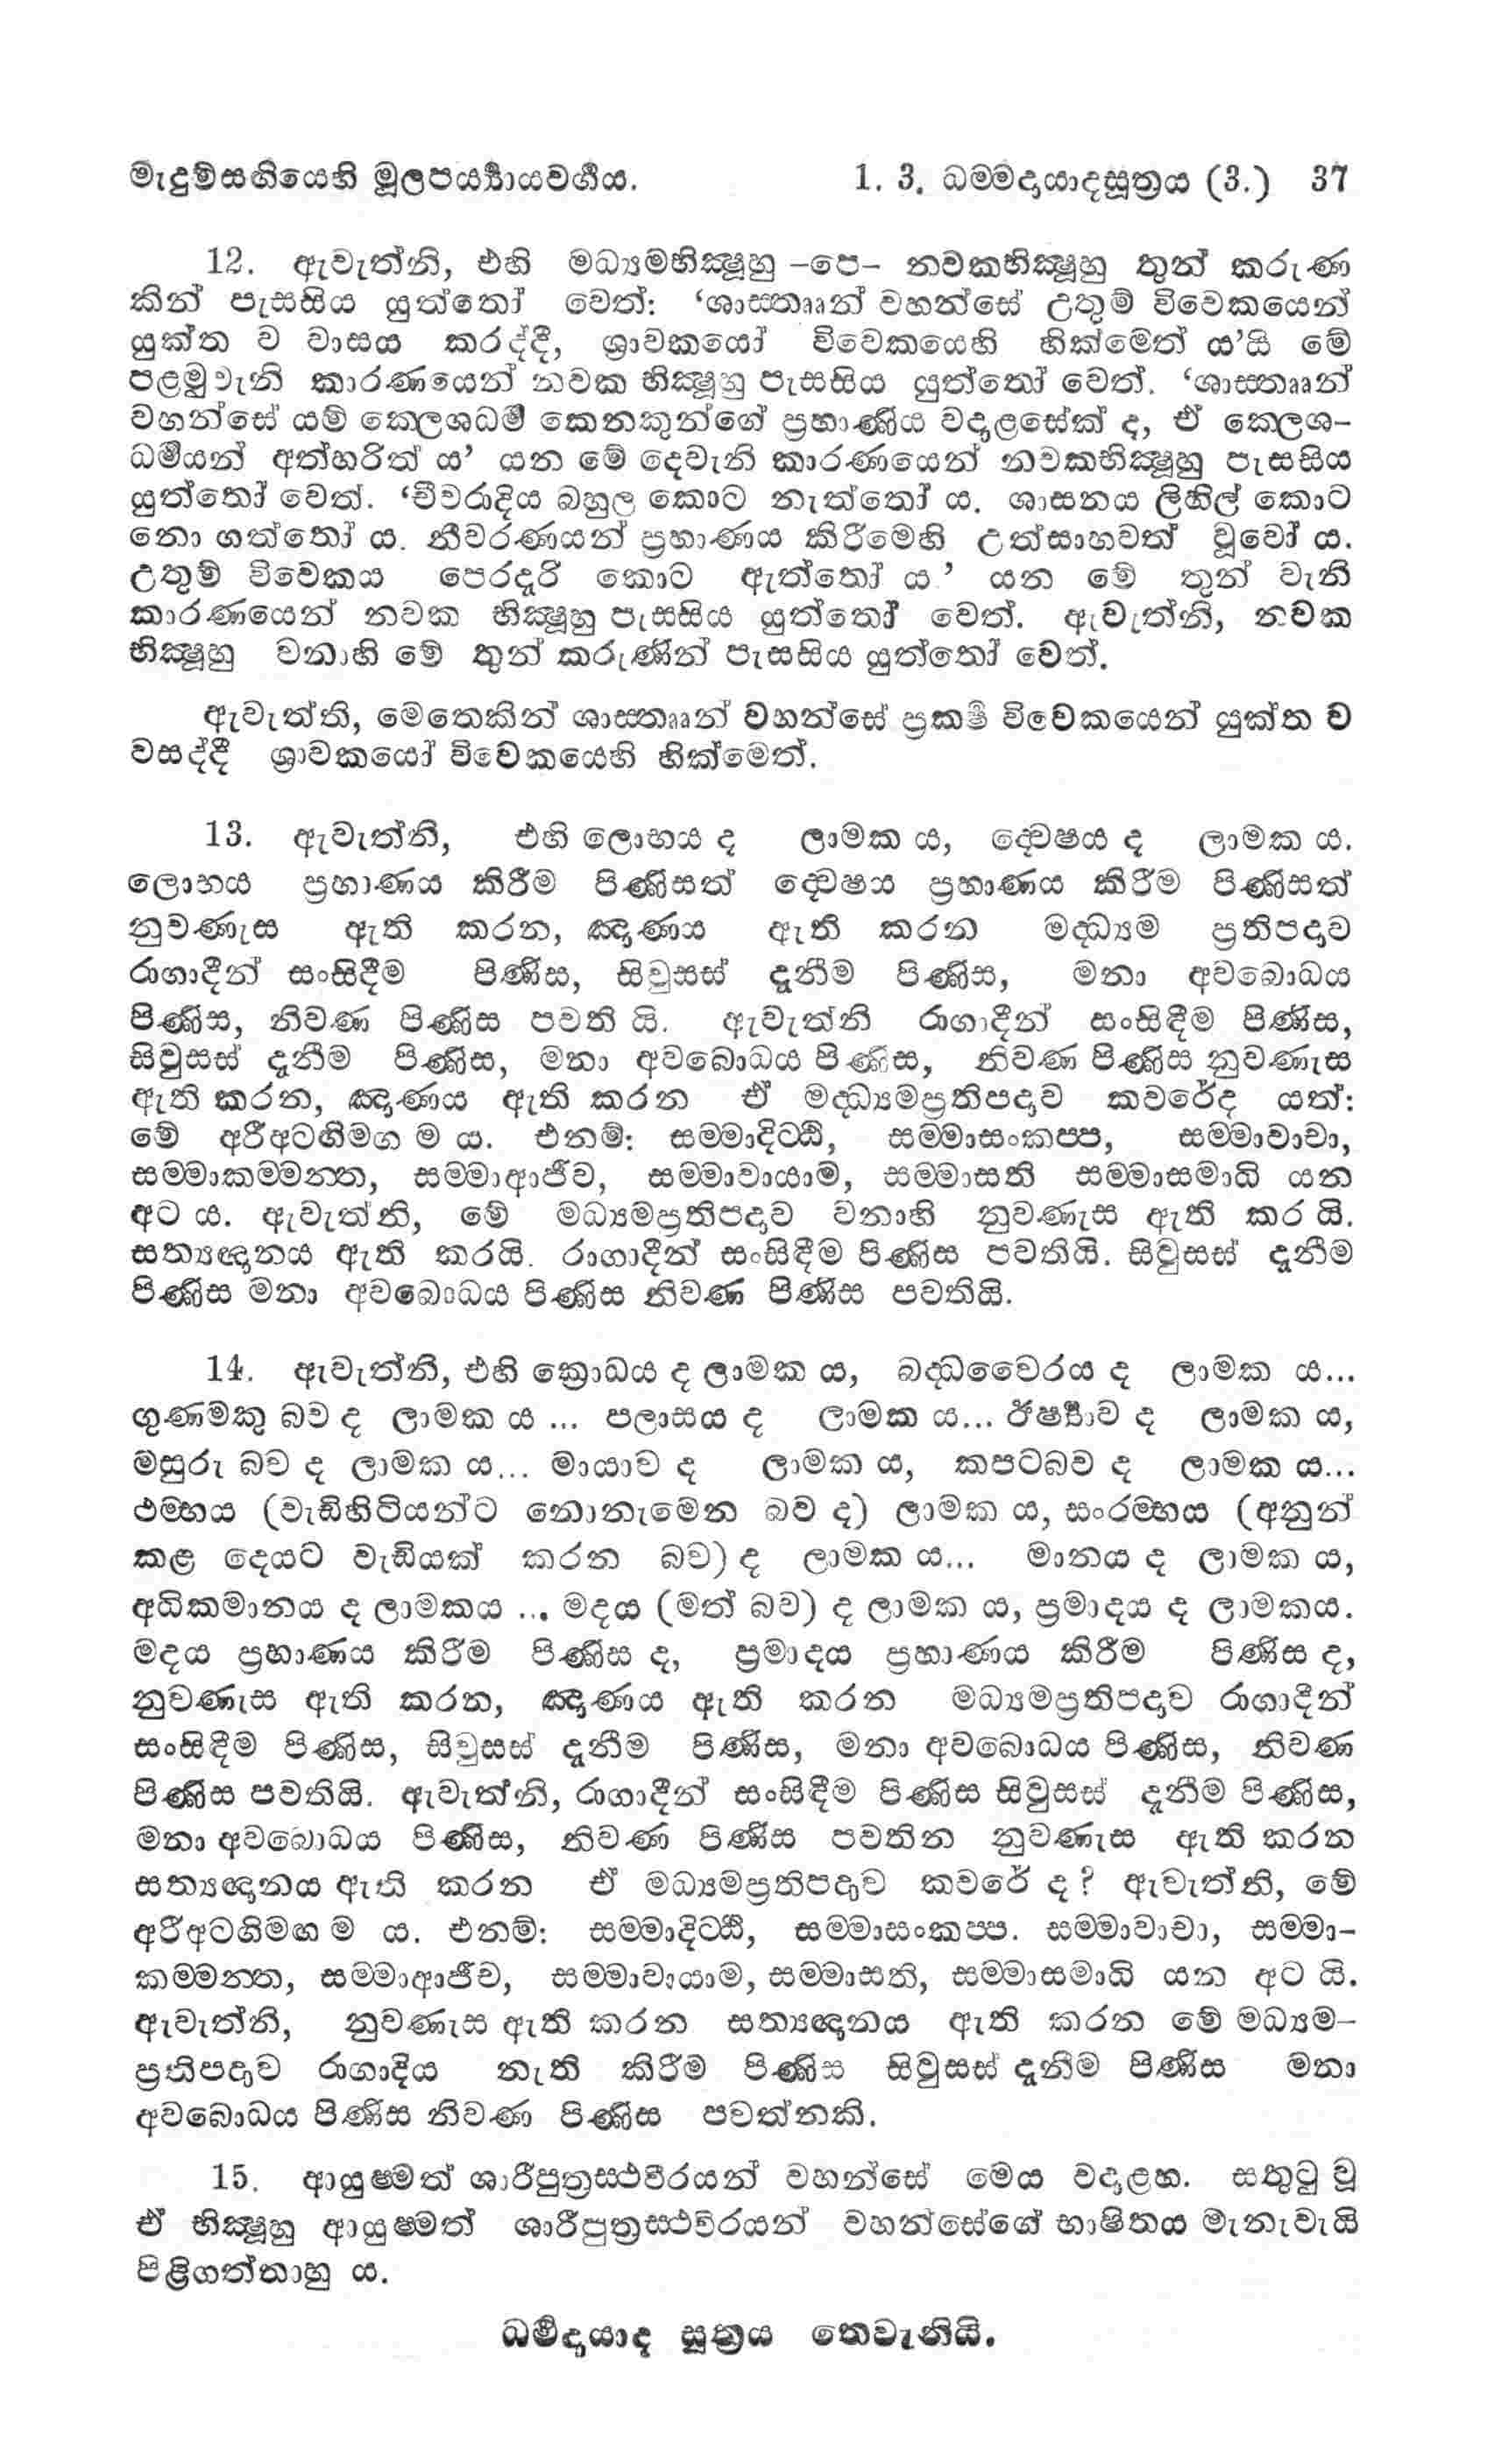 මැදුම්සඟියෙහි මූලපර්‍ය්‍යායවර්‍ගය. 1. 3. ධම්මදායාදසූත්‍රය (3.) 37
12. ඇවැත්නි, එහි මධ්‍යමභික්‍ෂූහු –පෙ– නවකභික්‍ෂූහු තුන් කරුණ
කින් පැසසිය යුත්තෝ වෙත්: ‘ශාස්තෲන් වහන්සේ උතුම් විවෙකයෙන්
යුක්ත ව වාසය කරද්දී, ශ්‍රාවකයෝ විවෙකයෙහි හික්මෙත් ය’යි මේ
පළමුවැනි කාරණයෙන් නවක භික්‍ෂූහු පැසසිය යුත්තෝ වෙත්. ‘ශාස්තෲන්
වහන්සේ යම් ක්ලෙශධර්‍ම කෙනකුන්ගේ ප්‍රහාණිය වදාළසේක් ද, ඒ ක්ලෙශ–
ධර්‍මයන් අත්හරිත් ය’ යන මේ දෙවැනි කාරණයෙන් නවකභික්‍ෂූහු පැසසිය
යුත්තෝ වෙත්. ‘චීවරාදිය බහුල කොට නැත්තෝ ය. ශාසනය ලිහිල් කොට
නො ගත්තෝ ය. නීවරණයන් ප්‍රහාණය කිරීමෙහි උත්සාහවත් වූවෝ ය.
උතුම් විවෙකය පෙරදැරි කොට ඇත්තෝ ය.’ යන මේ තුන් වැනි
කාරණයෙන් නවක භික්‍ෂූහු පැසසිය යුත්තෝ වෙත්. ඇවැත්නි, නවක
භික්‍ෂූහු වනාහි මේ තුන් කරුණින් පැසසිය යුත්තෝ වෙත්.
ඇවැත්නි, මෙතෙකින් ශාස්තෲන් වහන්සේ ප්‍රකර්‍ෂ විවෙකයෙන් යුක්ත ව
වසද්දී ශ්‍රාවකයෝ විවෙකයෙහි හික්මෙත්.
13. ඇවැත්නි, එහි ලොභය ද ලාමක ය, ද්වෙෂය ද ලාමක ය.
ලොභය ප්‍රහාණය කිරීම පිණිසත් ද්වෙෂය ප්‍රහාණය කිරීම පිණිසත්
නුවණැස ඇති කරන, ඤාණය ඇති කරන මද්ධ්‍යම ප්‍රතිපදාව
රාගාදීන් සංසිදීම පිණිස, සිවුසස් දැනීම පිණිස, මනා අවබොධය
පිණිස, නිවණ පිණිස පවතී යි. ඇවැත්නි රාගාදීන් සංසිඳීම පිණිස,
සිවුසස් දැනීම පිණිස, මනා අවබොධය පිණිස, නිවණ පිණිස නුවණැස
ඇති කරන, ඤාණය ඇති කරන ඒ මද්ධ්‍යමප්‍රතිපදාව කවරේද යත්:
මේ අරීඅටඟිමග ම ය. එනම්: සම්මාදිට්ඨි, සම්මාසංකප්ප, සම්මාවාචා,
සම්මාකම්මන්ත, සම්මාආජීව, සම්මාවායාම, සම්මාසති සම්මාසමාධි යන
අට ය. ඇවැත්නි, මේ මධ්‍යමප්‍රතිපදාව වනාහි නුවණැස ඇති කර යි.
සත්‍යඥානය ඇති කරයි. රාගාදීන් සංසිඳීම පිණිස පවතියි. සිවුසස් දැනීම
පිණිස මනා අවබොධය පිණිස නිවණ පිණිස පවතියි.
14. ඇවැත්නි, එහි ක්‍රොධය ද ලාමක ය, බද්ධවෛරය ද ලාමක ය...
ගුණමකු බව ද ලාමක ය ... පලාසය ද ලාමක ය... ඊර්‍ෂ්‍යාව ද ලාමක ය,
මසුරු බව ද ලාමක ය... මායාව ද ලාමක ය, කපටබව ද ලාමක ය...
ථම්භය (වැඩිහිටියන්ට නොනැමෙන බව ද) ලාමක ය, සංරම්භය (අනුන්
කළ දෙයට වැඩියක් කරන බව) ද ලාමක ය... මානය ද ලාමක ය,
අධිකමානය ද ලාමකය ... මදය (මත් බව) ද ලාමක ය, ප්‍රමාදය ද ලාමකය.
මදය ප්‍රහාණය කිරීම පිණිස ද, ප්‍රමාදය ප්‍රහාණය කිරීම පිණිස ද,
නුවණැස ඇති කරන, ඤාණය ඇති කරන මධ්‍යමප්‍රතිපදාව රාගාදීන්
සංසිඳීම පිණිස, සිවුසස් දැනීම පිණිස, මනා අවබොධය පිණිස, නිවණ
පිණිස පවතියි. ඇවැත්නි, රාගාදීන් සංසිඳීම පිණිස සිවුසස් දැනීම පිණිස,
මනා අවබොධය පිණිස, නිවණ පිණිස පවතින නුවණැස ඇති කරන
සත්‍යඥානය ඇති කරන ඒ මධ්‍යමප්‍රතිපදාව කවරේ ද? ඇවැත්නි, මේ
අරීඅටගිමඟ ම ය. එනම්: සම්මාදිට්ඨි, සම්මාසංකප්ප. සම්මාවාචා, සම්මා–
කම්මන්ත, සම්මාආජීව, සම්මාවායාම, සම්මාසති, සම්මාසමාධි යන අට යි.
ඇවැත්නි, නුවණැස ඇති කරන සත්‍යඥානය ඇති කරන මේ මධ්‍යම–
ප්‍රතිපදාව රාගාදිය නැති කිරීම පිණිස සිවුසස් දැනීම පිණිස මනා
අවබොධය පිණිස නිවණ පිණිස පවත්නකි.
15. ආයුෂ්මත් ශාරීපුත්‍රස්ථවිරයන් වහන්සේ මෙය වදාළහ. සතුටු වූ
ඒ භික්‍ෂූහු ආයුෂ්මත් ශාරීපුත්‍රස්ථවිරයන් වහන්සේගේ භාෂිතය මැනැවැයි
පිළිගත්තාහු ය.
ධර්‍මදායාද සූත්‍රය තෙවැනියි.